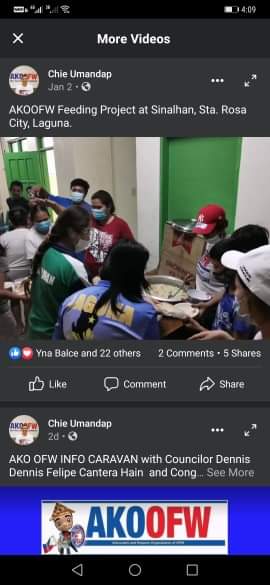 4:09
More Videos
Chie Umandap
Jan 2
AKOOFW Feeding Project at Sinalhan, Sta. Rosa
City, Laguna.
Yna Balce and 22 others 2 Comments • 5 Shares
Like Comment Share
Chie Umandap
2d
AKO OFW INFO CARAVAN with Councilor Dennis
Dennis Felipe Cantera Hain and Cong... See More
AKOOFW